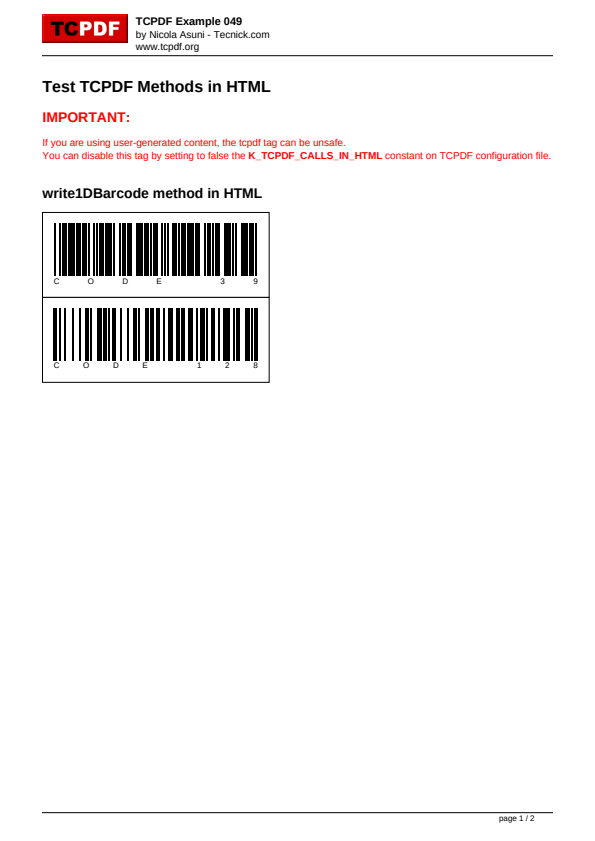 TCPDF
TCPDF Example 049
by Nicola Asuni - Tecnick.com
www.tcpdf.org
Test TCPDF Methods in HTML
IMPORTANT:
If you are using user-generated content, the tcpdf tag can be unsafe.
You can disable this tag by setting to false the K_TCPDF_CALLS_IN_HTML constant on TCPDF configuration file.
write1DBarcode method in HTML
C O D E 3 9
C O D E 1 2 8
page 1 / 2